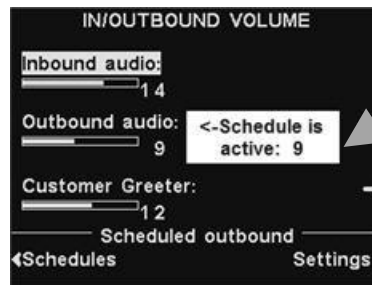 IN/OUTBOUND VOLUME
Inbound audio:
14
Outbound audio:
9
<-Schedule is
active: 9
Customer Greeter:
12
Scheduled outbound
◀Schedules Settings